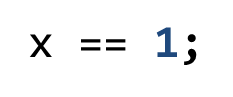 x == 1;